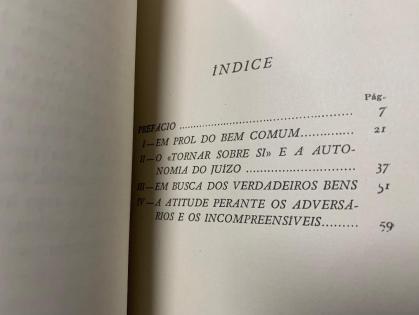 ÍNDICE
Pág.
PREFÁCIO ................................................ 7
I — EM PROL DO BEM COMUM............. 21
II — O «TORNAR SOBRE SI» E A AUTO-
NOMIA DO JUÍZO ........................ 37
III — EM BUSCA DOS VERDADEIROS BENS 51
IV — A ATITUDE PERANTE OS ADVERSÁ-
RIOS E OS INCOMPREENSÍVEIS......... 59